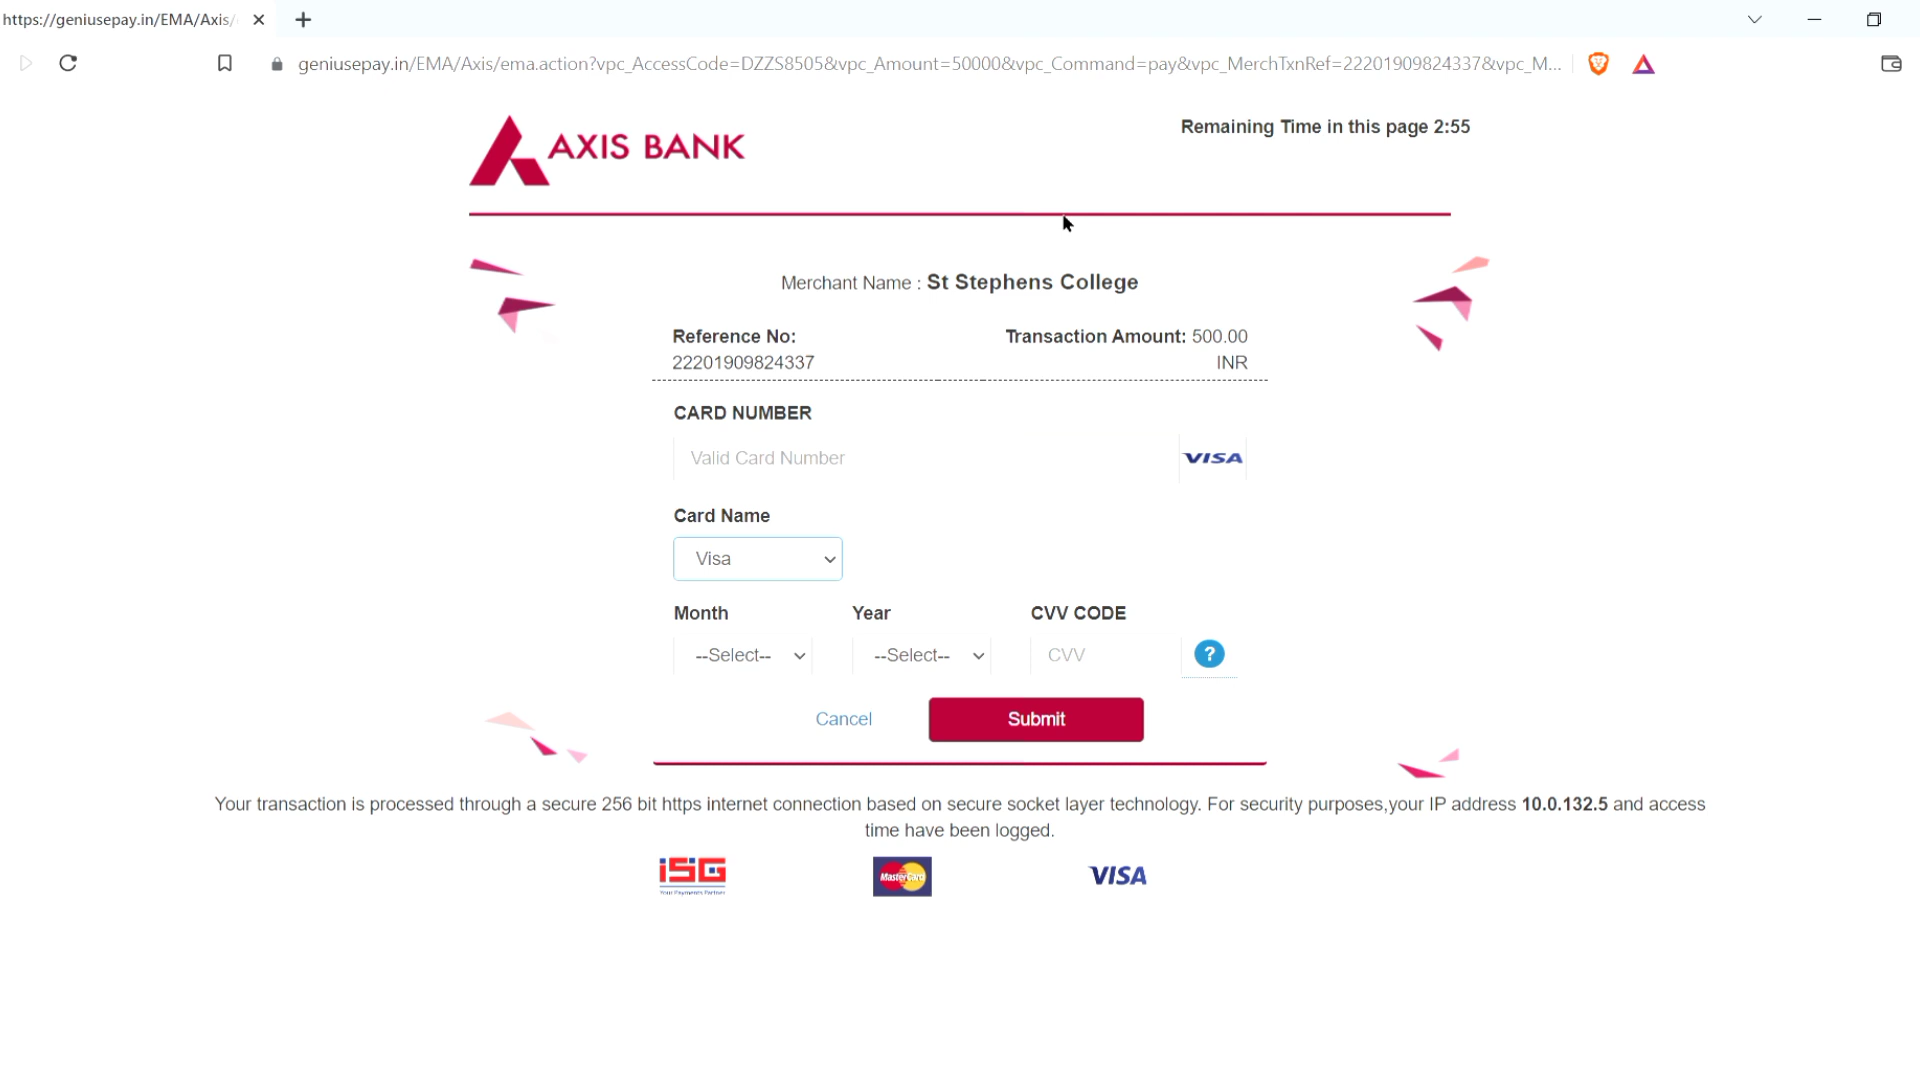 https://geniusepay.in/EMA/Axis/
geniusepay.in/EMA/Axis/ema.action?vpc_AccessCode=DZZS8505&vpc_Amount=50000&vpc_Command=pay&vpc_MerchTxnRef=22201909824337&vpc_M...
AXIS BANK
Remaining Time in this page 2:55
Merchant Name : St Stephens College
Reference No: Transaction Amount: 500.00
22201909824337 INR
CARD NUMBER
Valid Card Number VISA
Card Name
Visa
Month Year CVV CODE
--Select-- --Select-- CVV ?
Cancel Submit
Your transaction is processed through a secure 256 bit https internet connection based on secure socket layer technology. For security purposes,your IP address 10.0.132.5 and access
time have been logged.
iSG MasterCard VISA
Your Payments Partner